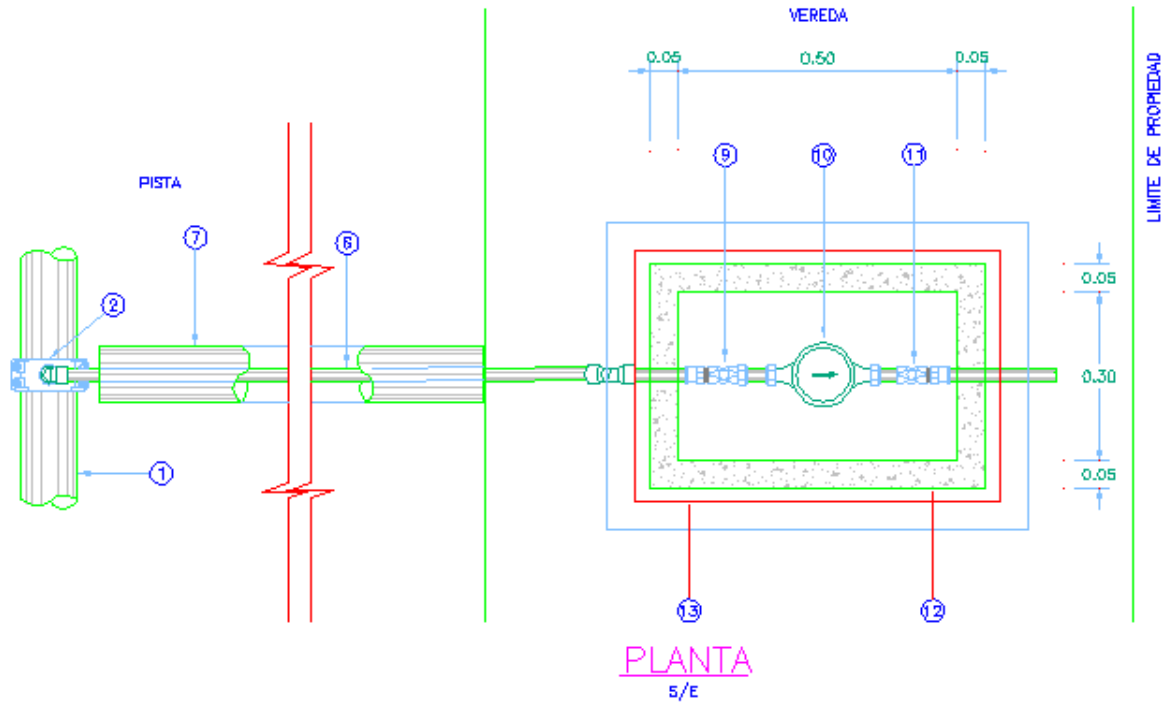 VEREDA
0.05 0.50 0.05
LIMITE DE PROPIEDAD
9 10 11
PISTA
7 6
0.05
2
0.30
1
0.05
13 12
PLANTA
S/E